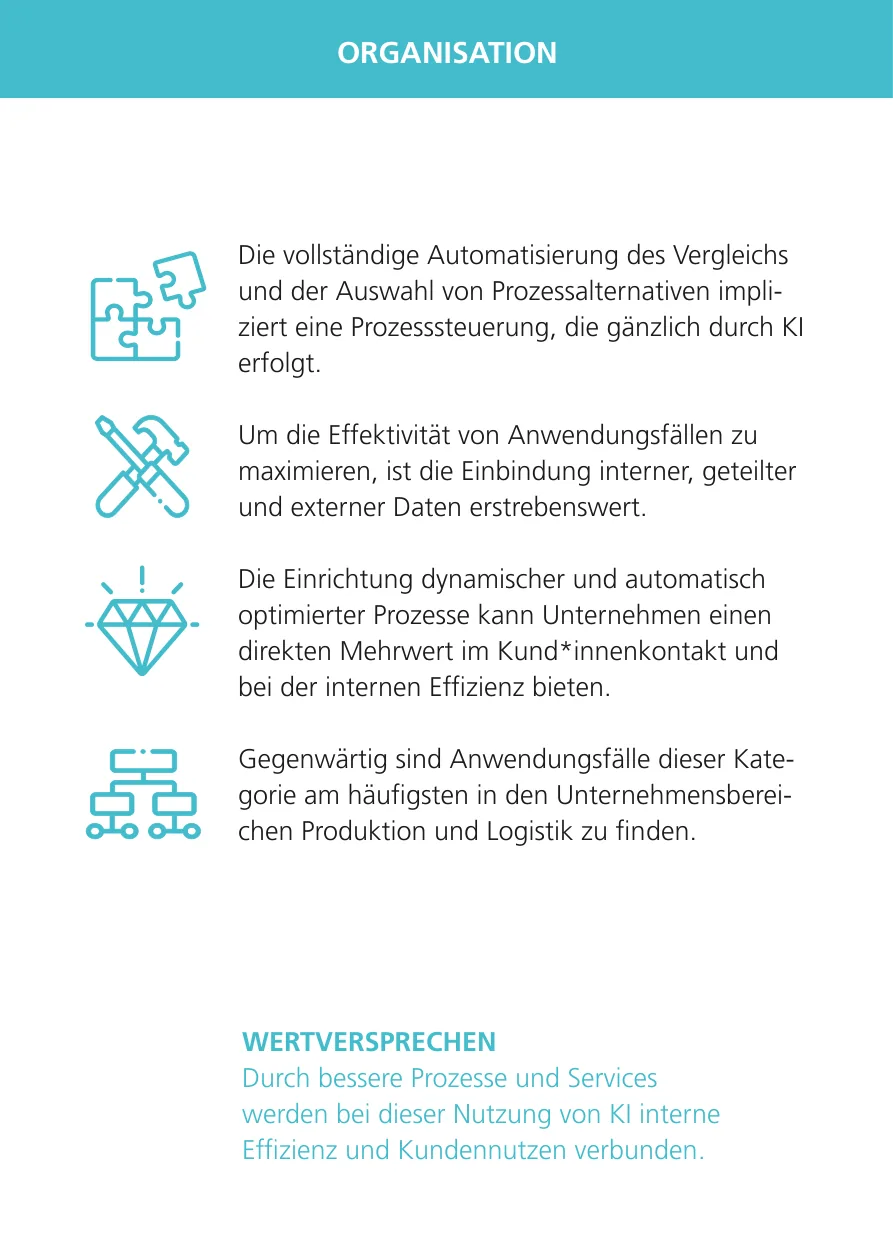 ORGANISATION
Die vollständige Automatisierung des Vergleichs
und der Auswahl von Prozessalternativen impli-
ziert eine Prozesssteuerung, die gänzlich durch KI
erfolgt.
Um die Effektivität von Anwendungsfällen zu
maximieren, ist die Einbindung interner, geteilter
und externer Daten erstrebenswert.
Die Einrichtung dynamischer und automatisch
optimierter Prozesse kann Unternehmen einen
direkten Mehrwert im Kund*innenkontakt und
bei der internen Effizienz bieten.
Gegenwärtig sind Anwendungsfälle dieser Kate-
gorie am häufigsten in den Unternehmensberei-
chen Produktion und Logistik zu finden.
WERTVERSPRECHEN
Durch bessere Prozesse und Services
werden bei dieser Nutzung von KI interne
Effizienz und Kundennutzen verbunden.